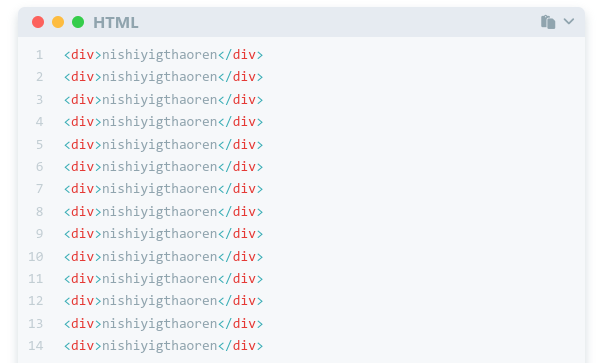 HTML
1 <div>nishiyigthaoren</div>
2 <div>nishiyigthaoren</div>
3 <div>nishiyigthaoren</div>
4 <div>nishiyigthaoren</div>
5 <div>nishiyigthaoren</div>
6 <div>nishiyigthaoren</div>
7 <div>nishiyigthaoren</div>
8 <div>nishiyigthaoren</div>
9 <div>nishiyigthaoren</div>
10 <div>nishiyigthaoren</div>
11 <div>nishiyigthaoren</div>
12 <div>nishiyigthaoren</div>
13 <div>nishiyigthaoren</div>
14 <div>nishiyigthaoren</div>